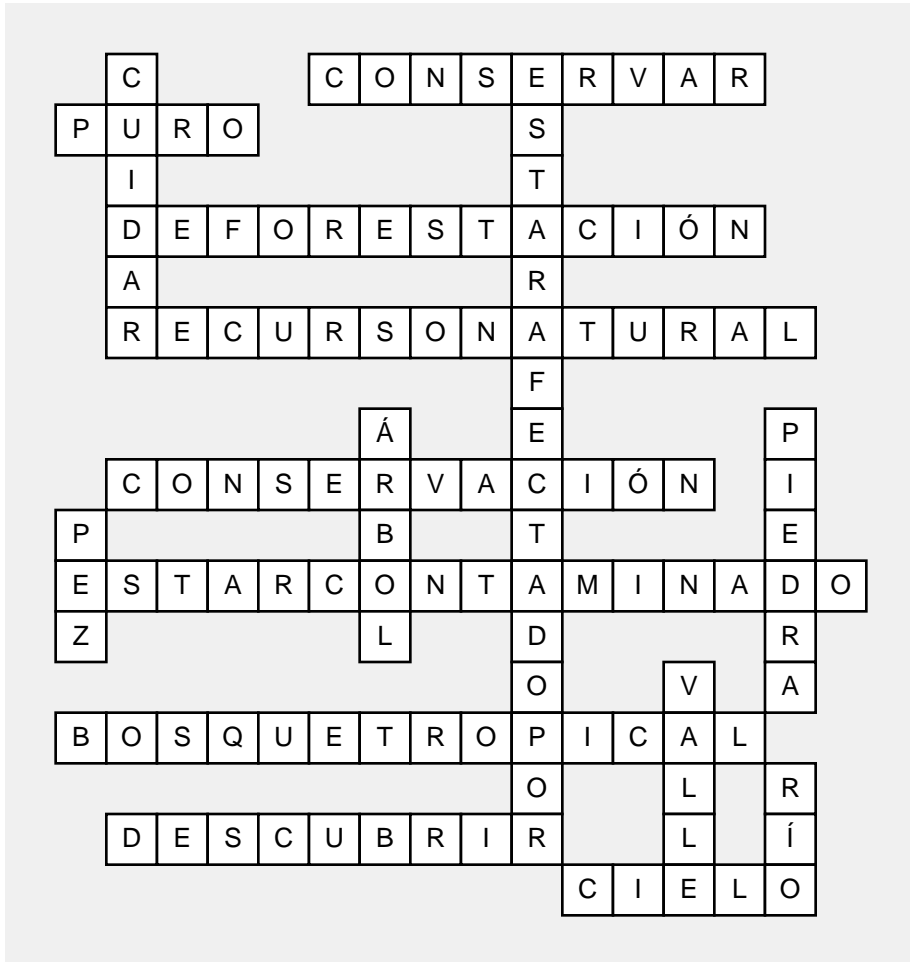 C CONSERVAR
PURO S
I T
DEFORESTACIÓN
A R
RECURSONATURAL
F
Á E P
CONSERVACIÓN I
P B T E
ESTARCONTAMINADO
Z L D R
O V A
BOSQUETROPICAL
O L R
DESCUBRIR L Í
CIELO